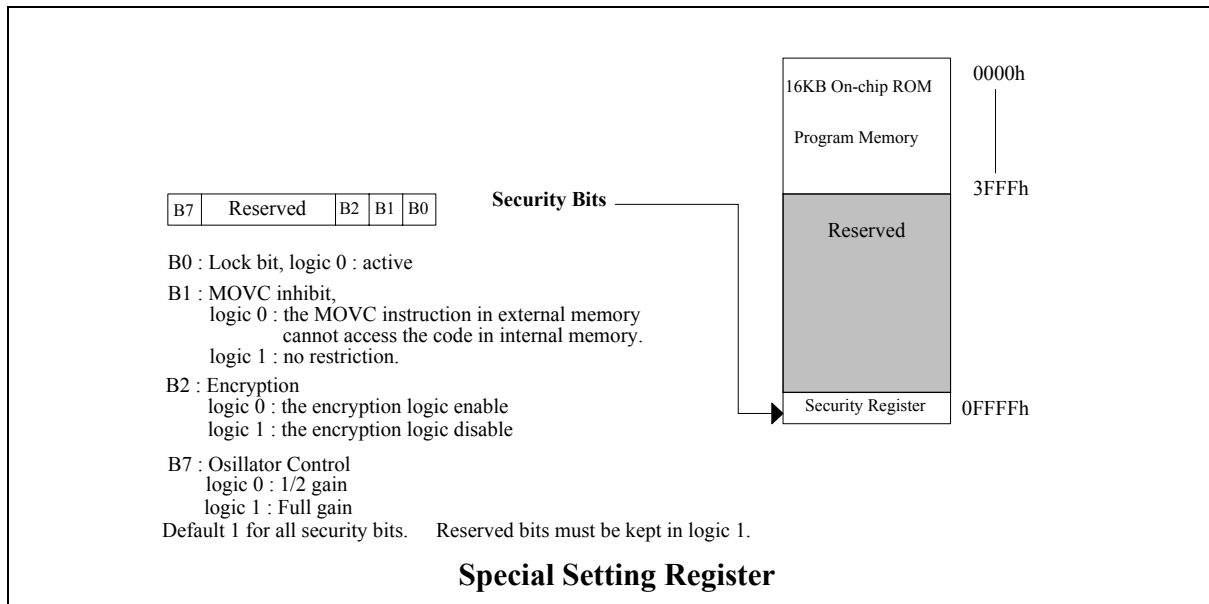 16KB On-chip ROM
Program Memory
0000h
3FFFh
Reserved
Security Register
0FFFFh
B7 Reserved B2 B1 B0
Security Bits
B0 : Lock bit, logic 0 : active
B1 : MOVC inhibit,
logic 0 : the MOVC instruction in external memory
cannot access the code in internal memory.
logic 1 : no restriction.
B2 : Encryption
logic 0 : the encryption logic enable
logic 1 : the encryption logic disable
B7 : Osillator Control
logic 0 : 1/2 gain
logic 1 : Full gain
Default 1 for all security bits. Reserved bits must be kept in logic 1.
Special Setting Register